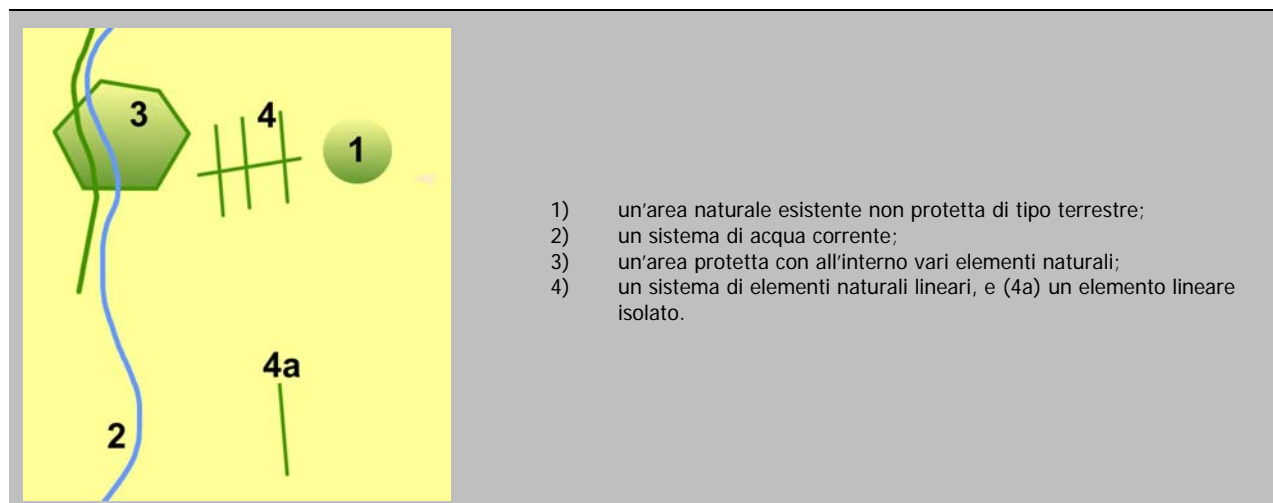 3
4
1
4a
2
1) un'area naturale esistente non protetta di tipo terrestre;
2) un sistema di acqua corrente;
3) un'area protetta con all'interno vari elementi naturali;
4) un sistema di elementi naturali lineari, e (4a) un elemento lineare
isolato.